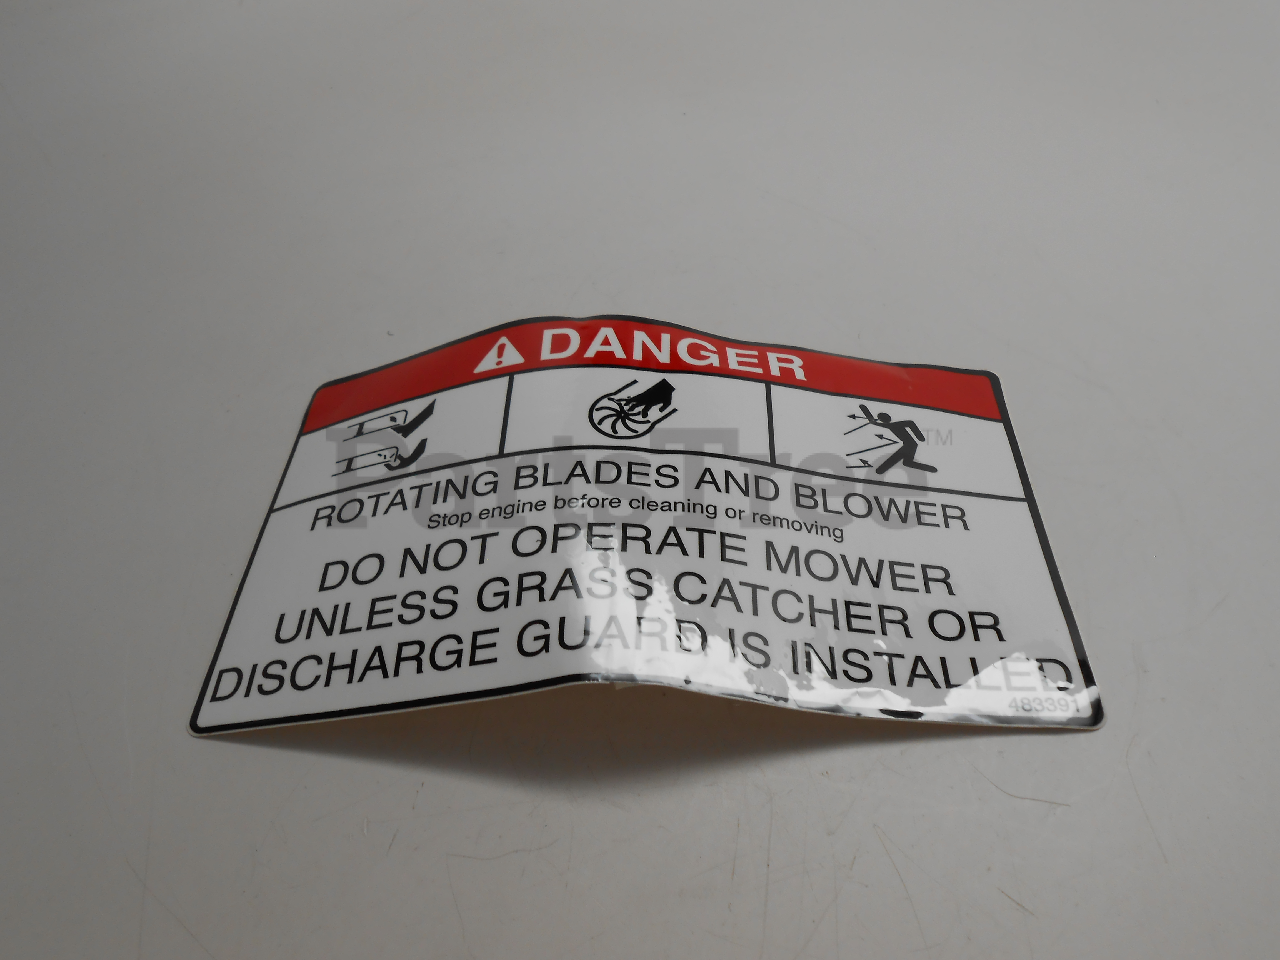 DANGER
PartsTree™
ROTATING BLADES AND BLOWER
Stop engine before cleaning or removing
DO NOT OPERATE MOWER
UNLESS GRASS CATCHER OR
DISCHARGE GUARD IS INSTALLED
483391